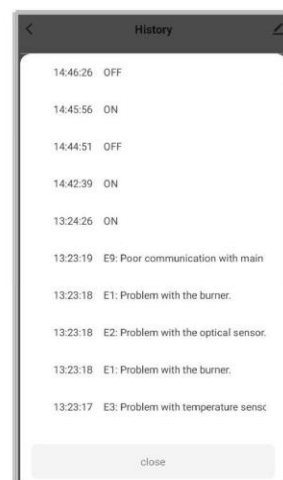 History
14:46:26 OFF
14:45:56 ON
14:44:51 OFF
14:42:39 ON
13:24:26 ON
13:23:19 E9: Poor communication with main
13:23:18 E1: Problem with the burner.
13:23:18 E2: Problem with the optical sensor.
13:23:18 E1: Problem with the burner.
13:23:17 E3: Problem with temperature sensc
close